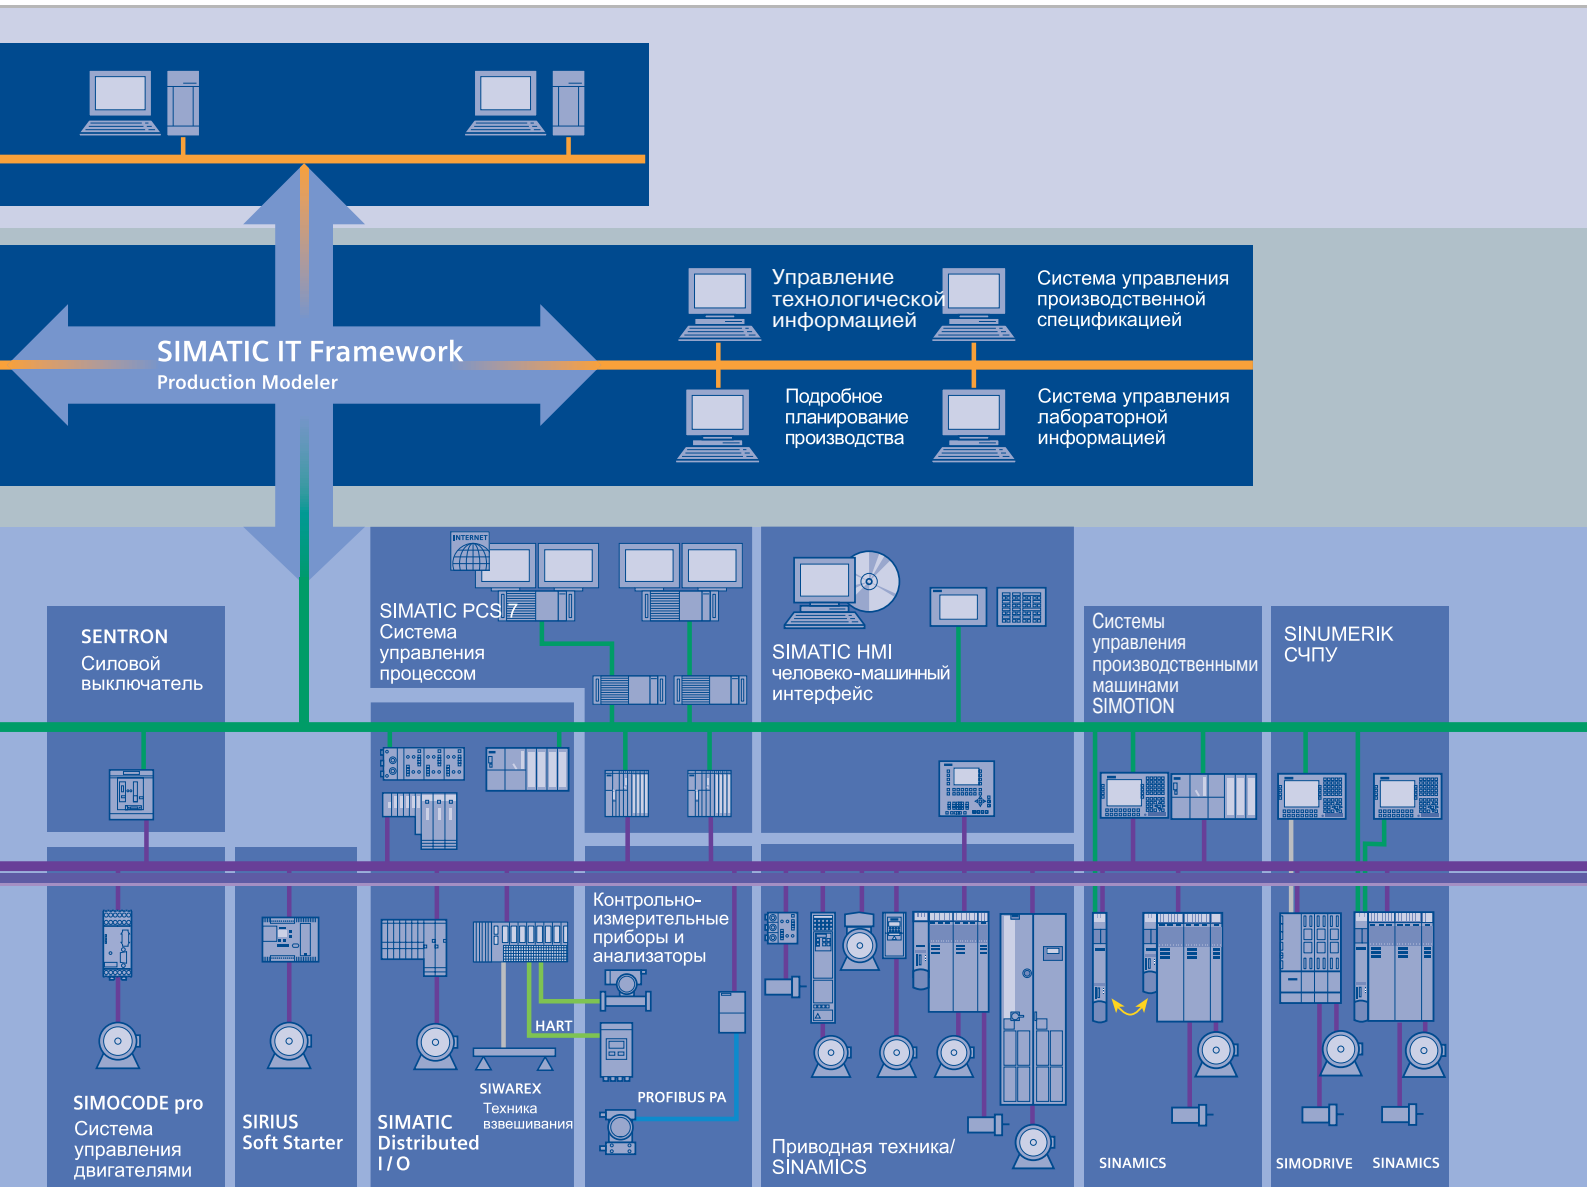 Управление
технологической
информацией
Система управления
производственной
спецификацией
SIMATIC IT Framework
Production Modeler
Подробное
планирование
производства
Система управления
лабораторной
информацией
INTERNET
SENTRON
Силовой
выключатель
SIMATIC PCS 7
Система
управления
процессом
SIMATIC HMI
человеко-машинный
интерфейс
Системы
управления
производственными
машинами
SIMOTION
SINUMERIK
СЧПУ
Контрольно-
измерительные
приборы и
анализаторы
HART
SIMOCODE pro
Система
управления
двигателями
SIRIUS
Soft Starter
SIMATIC
Distributed
I/O
SIWAREX
Техника
взвешивания
PROFIBUS PA
Приводная техника/
SINAMICS
SINAMICS
SIMODRIVE
SINAMICS